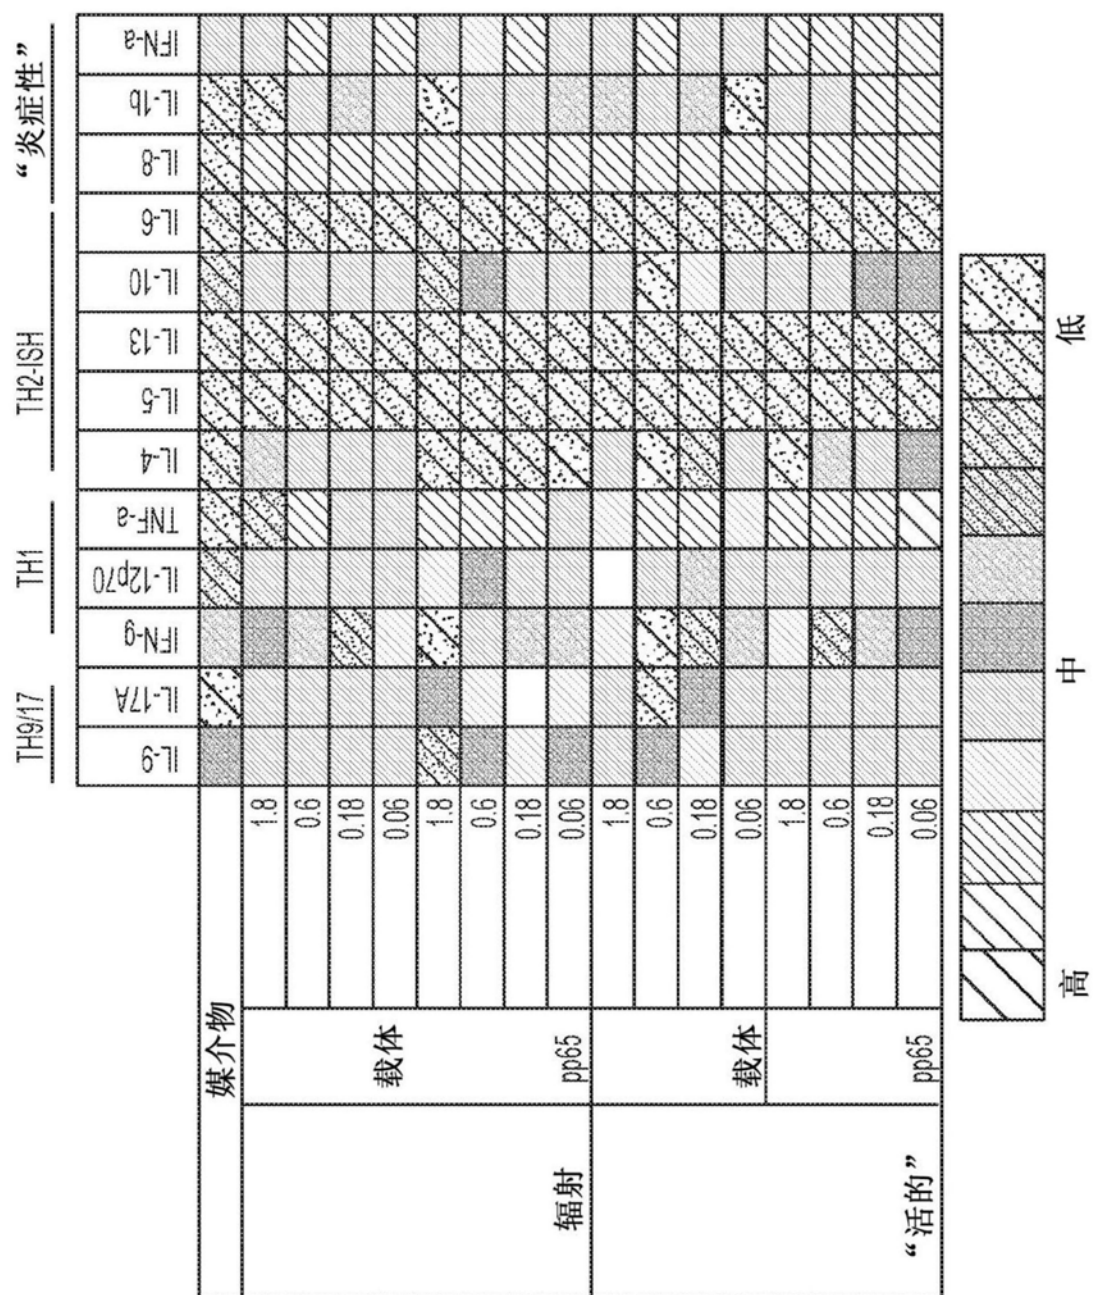 TH9/17
TH1
TH2-ISH
“炎症性”
IL-9
IL-17A
IFN-g
IL-12p70
TNF-a
IL-4
IL-5
IL-13
IL-10
IL-6
IL-8
IL-1b
IFN-a
媒介物
辐射
载体
1.8
0.6
0.18
0.06
pp65
1.8
0.6
0.18
0.06
“活的”
载体
1.8
0.6
0.18
0.06
pp65
1.8
0.6
0.18
0.06
高
中
低